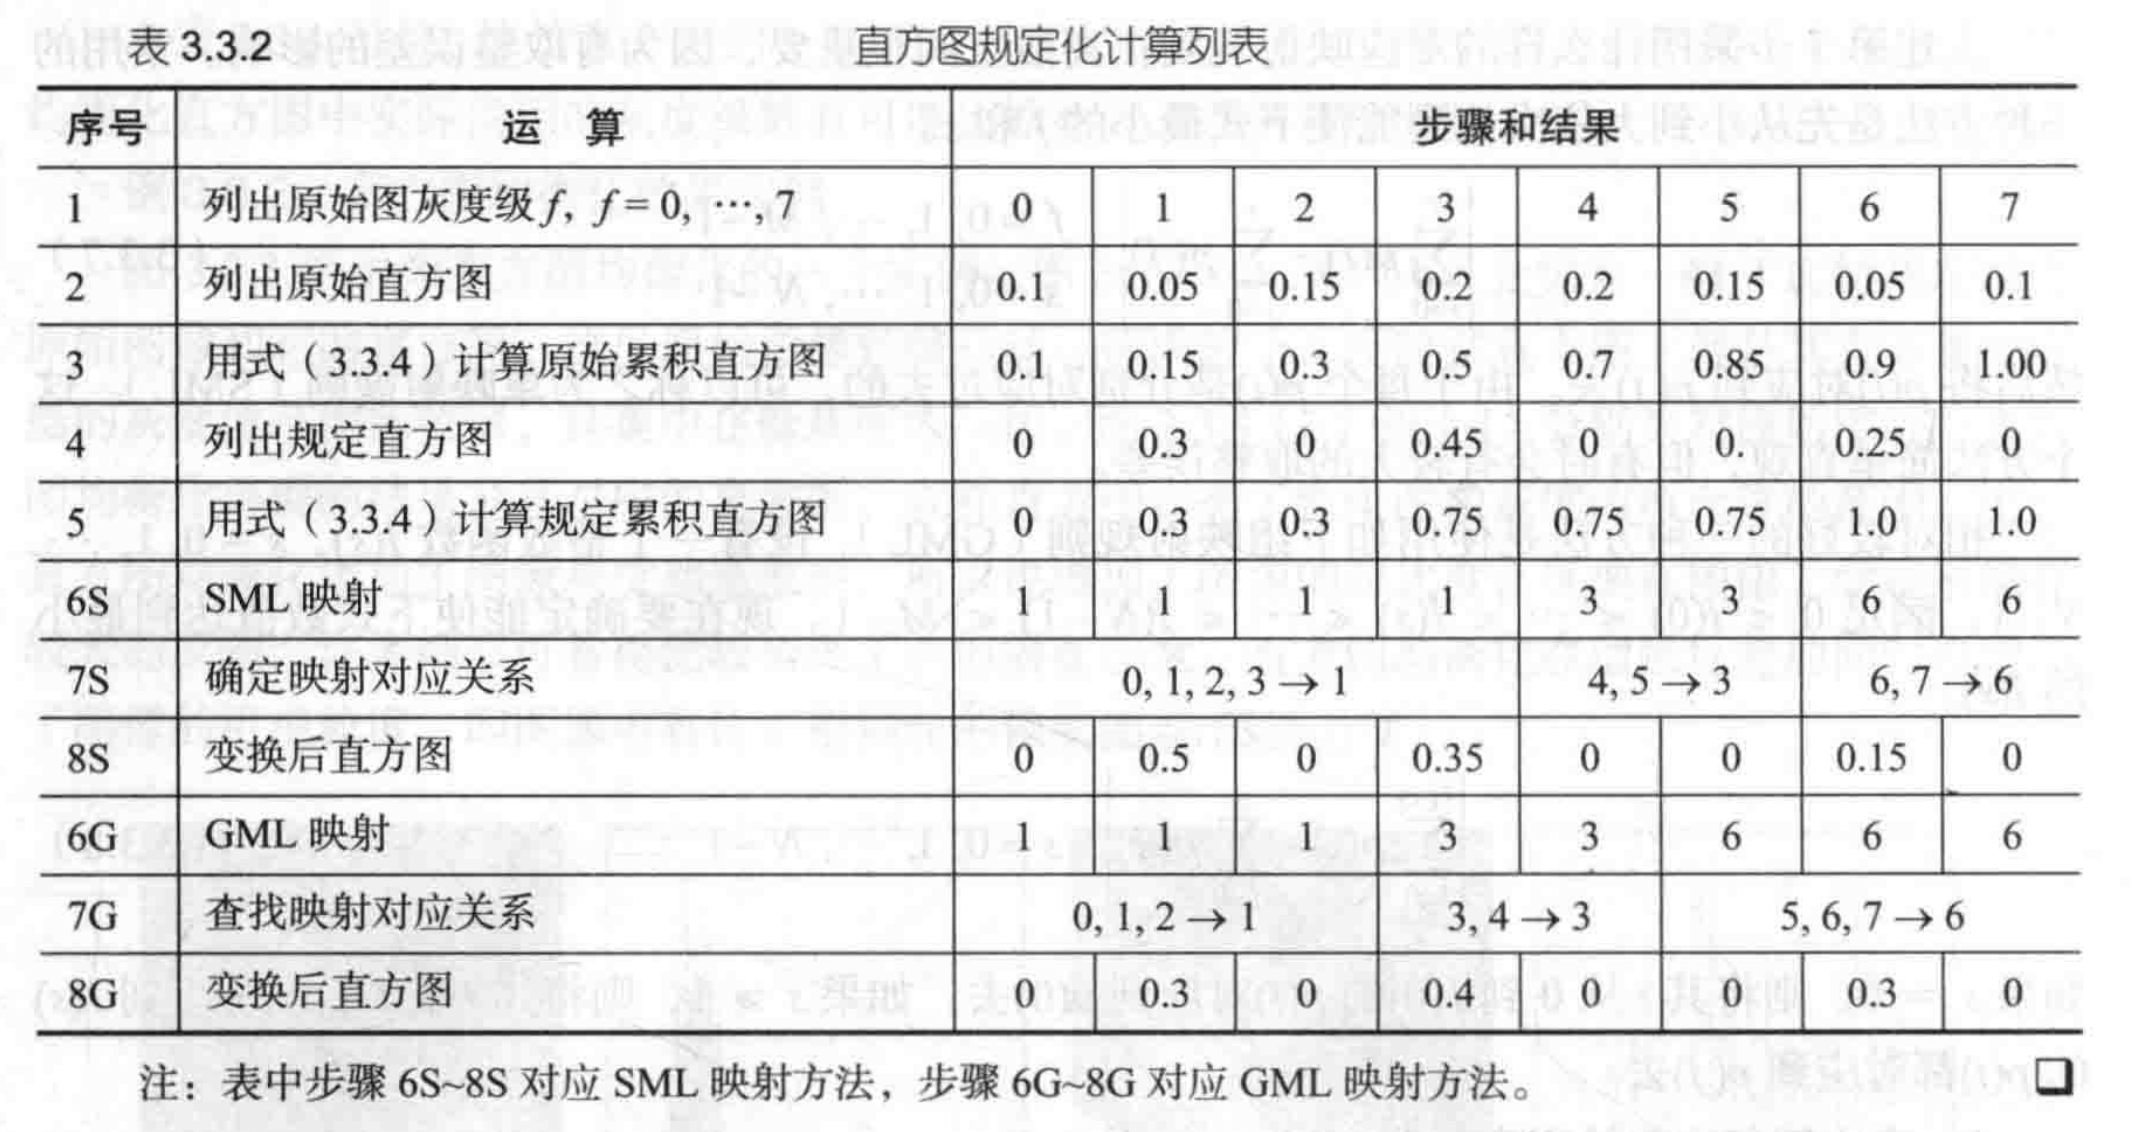 表 3.3.2 直方图规定化计算列表
序号 运 算 步骤和结果
1 列出原始图灰度级 f, f = 0, ⋯, 7 0 1 2 3 4 5 6 7
2 列出原始直方图 0.1 0.05 0.15 0.2 0.2 0.15 0.05 0.1
3 用式（3.3.4）计算原始累积直方图 0.1 0.15 0.3 0.5 0.7 0.85 0.9 1.00
4 列出规定直方图 0 0.3 0 0.45 0 0. 0.25 0
5 用式（3.3.4）计算规定累积直方图 0 0.3 0.3 0.75 0.75 0.75 1.0 1.0
6S SML 映射 1 1 1 1 3 3 6 6
7S 确定映射对应关系 0, 1, 2, 3 → 1 4, 5 → 3 6, 7 → 6
8S 变换后直方图 0 0.5 0 0.35 0 0 0.15 0
6G GML 映射 1 1 1 3 3 6 6 6
7G 查找映射对应关系 0, 1, 2 → 1 3, 4 → 3 5, 6, 7 → 6
8G 变换后直方图 0 0.3 0 0.4 0 0 0.3 0
注：表中步骤 6S~8S 对应 SML 映射方法，步骤 6G~8G 对应 GML 映射方法。